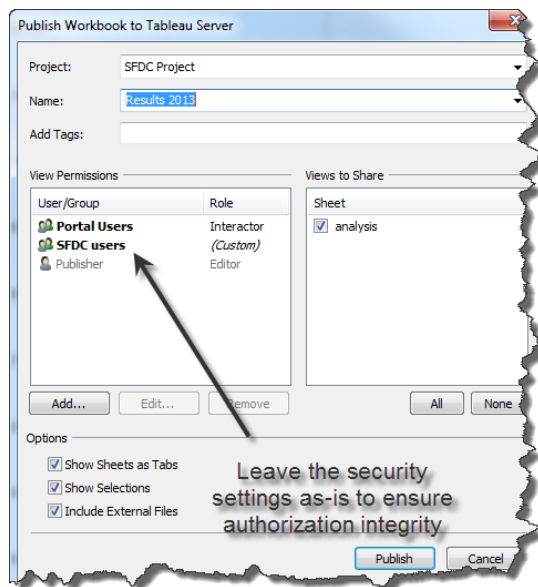 Publish Workbook to Tableau Server
Project: SFDC Project
Name: Results 2013
Add Tags:
View Permissions
User/Group Role
Portal Users Interactor
SFDC users (Custom)
Publisher Editor
Add... Edit... Remove
Views to Share
Sheet
analysis
All None
Options
Show Sheets as Tabs
Show Selections
Include External Files
Leave the security
settings as-is to ensure
authorization integrity
Publish Cancel